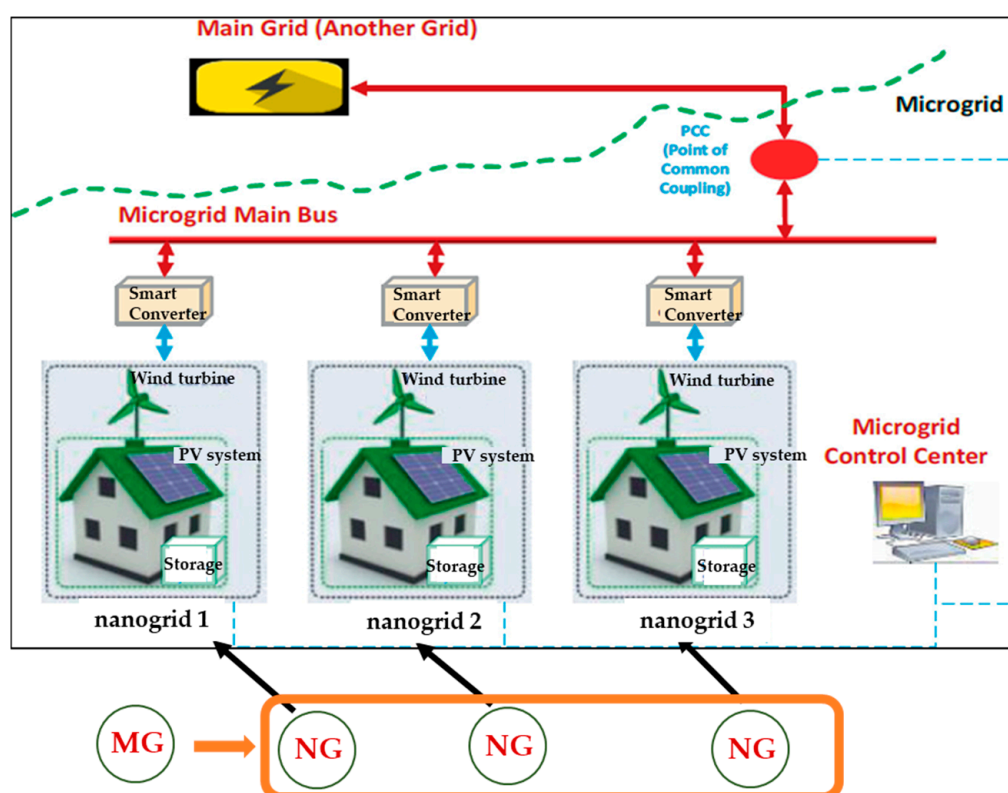 Main Grid (Another Grid)
Microgrid
PCC
(Point of
Common
Coupling)
Microgrid Main Bus
Smart
Converter
Smart
Converter
Smart
Converter
Wind turbine
Wind turbine
Wind turbine
PV system
PV system
PV system
Microgrid
Control Center
Storage
Storage
Storage
nanogrid 1
nanogrid 2
nanogrid 3
MG
NG
NG
NG